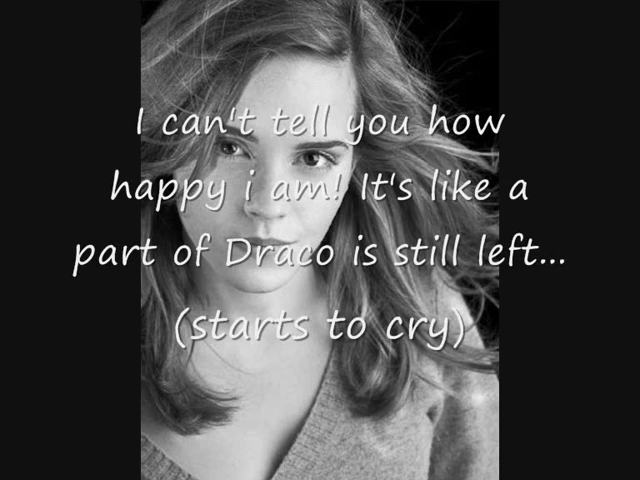 I can't tell you how
happy i am! It's like a
part of Draco is still left...
(starts to cry)